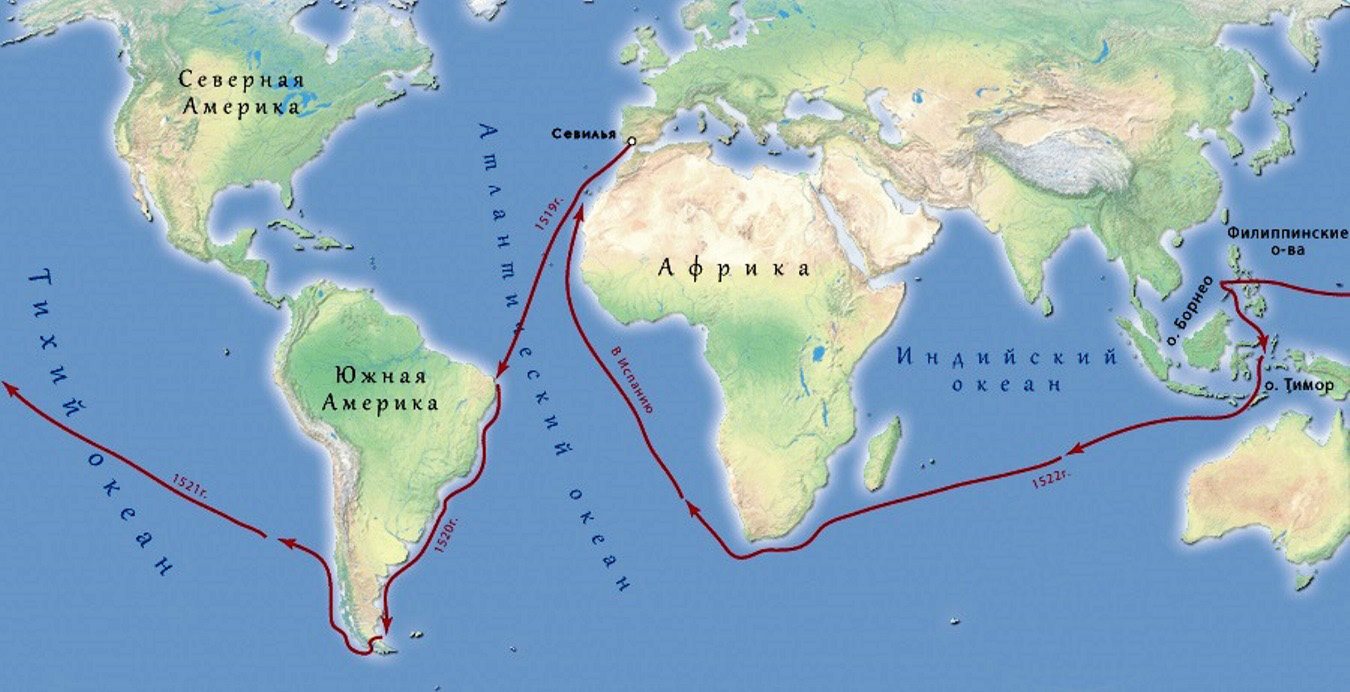 Северная
Америка
Севилья
Атлантический океан
1519г.
Филиппинские
о-ва
Африка
Тихий океан
о. Борнео
Индийский
океан
Южная
Америка
В Испанию
о. Тимор
1521г.
1522г.
1520г.